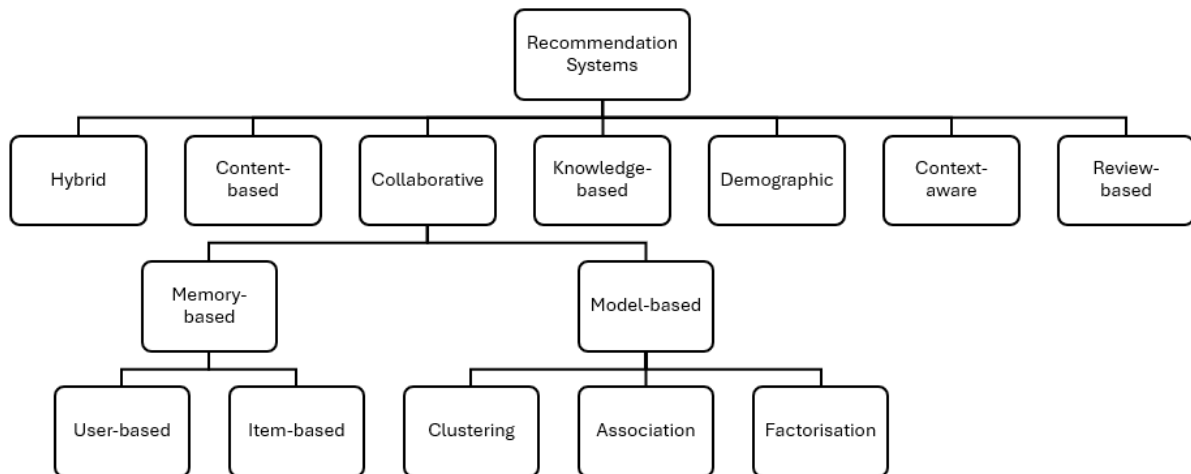 Recommendation
Systems
Hybrid
Content-
based
Collaborative
Knowledge-
based
Demographic
Context-
aware
Review-
based
Memory-
based
Model-based
User-based
Item-based
Clustering
Association
Factorisation